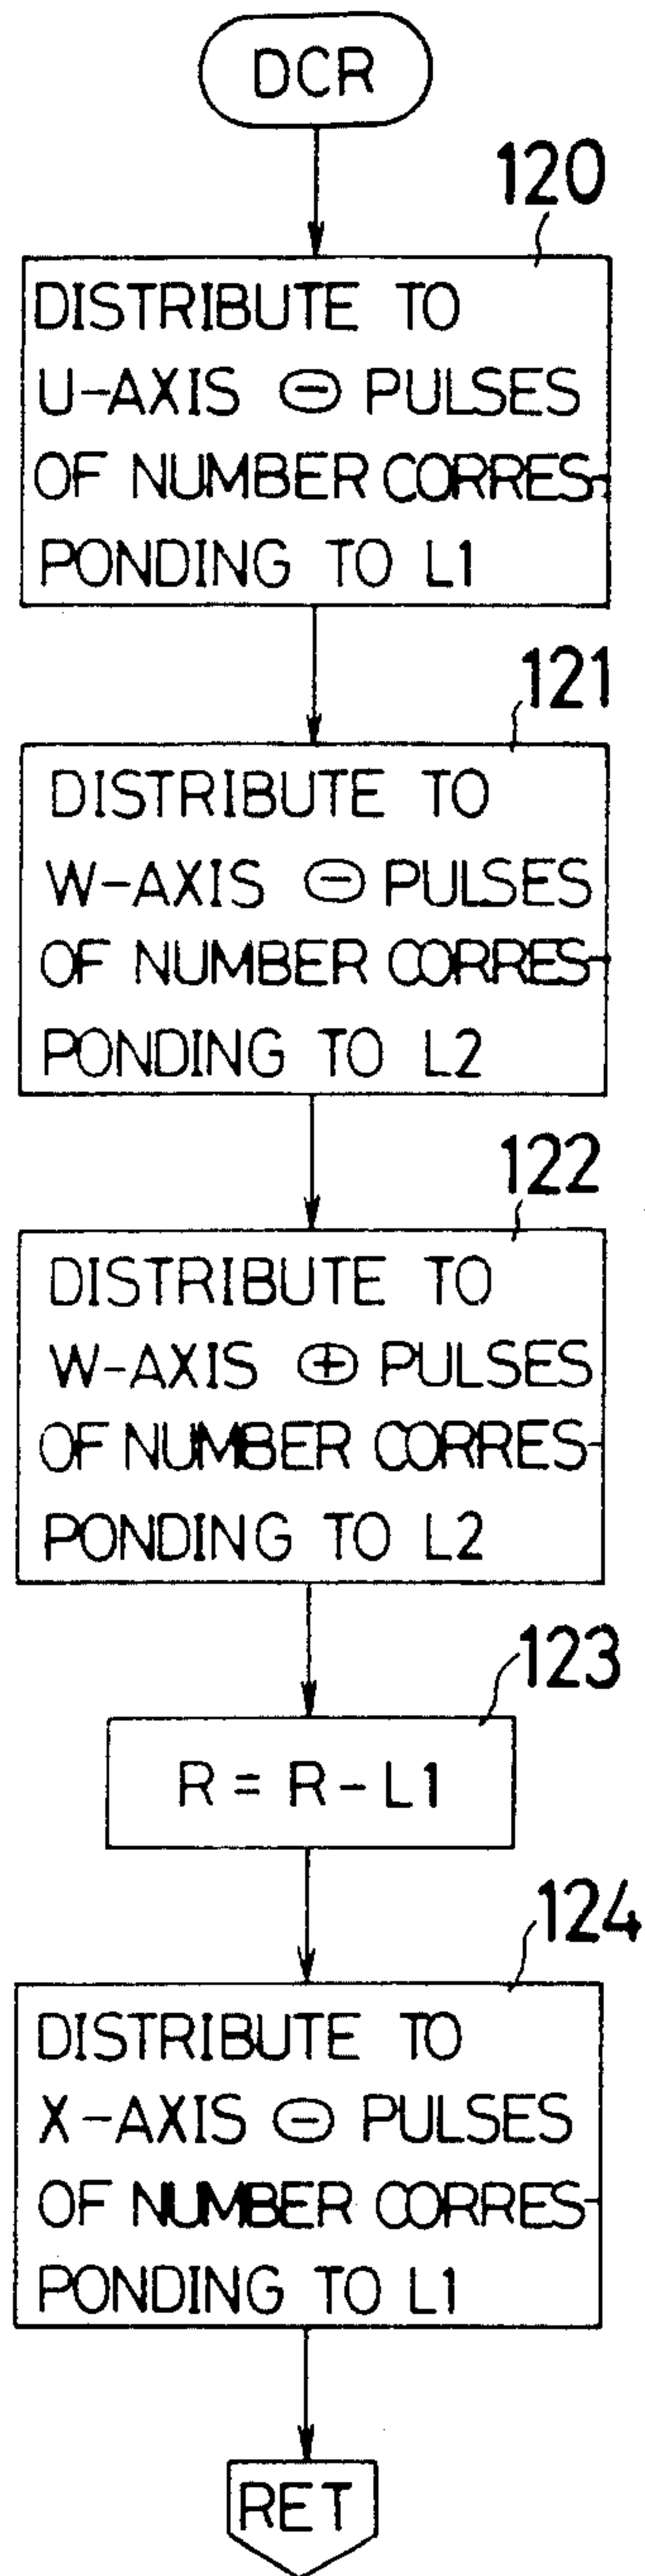 DCR
120
DISTRIBUTE TO
U-AXIS ⊖ PULSES
OF NUMBER CORRES-
PONDING TO L1
121
DISTRIBUTE TO
W-AXIS ⊖ PULSES
OF NUMBER CORRES-
PONDING TO L2
122
DISTRIBUTE TO
W-AXIS ⊕ PULSES
OF NUMBER CORRES-
PONDING TO L2
123
R = R - L1
124
DISTRIBUTE TO
X-AXIS ⊖ PULSES
OF NUMBER CORRES-
PONDING TO L1
RET